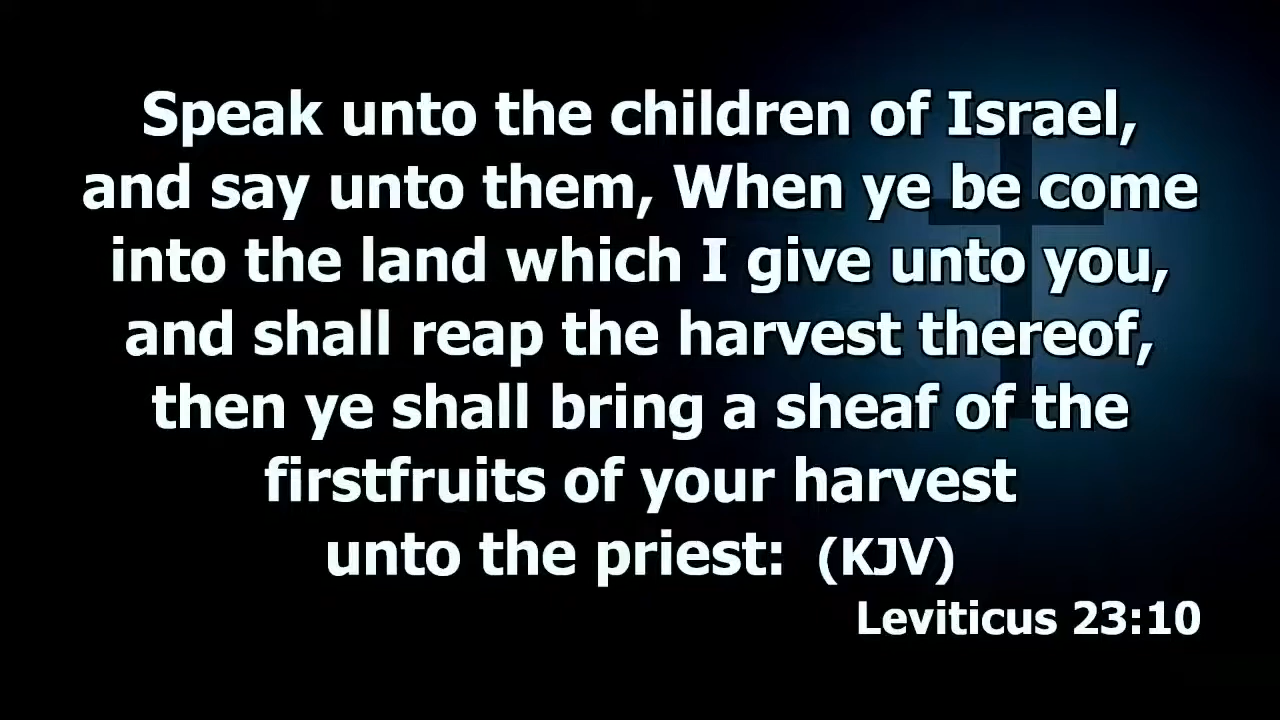 Speak unto the children of Israel,
and say unto them, When ye be come
into the land which I give unto you,
and shall reap the harvest thereof,
then ye shall bring a sheaf of the
firstfruits of your harvest
unto the priest: (KJV)
Leviticus 23:10